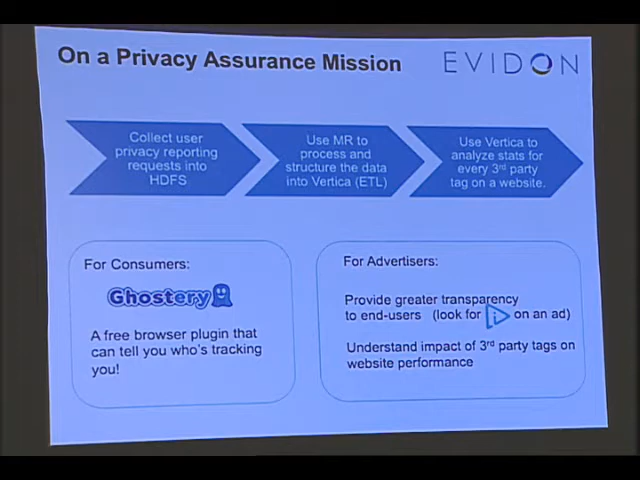 On a Privacy Assurance Mission
EVIDON
Collect user
privacy reporting
requests into
HDFS
Use MR to
process and
structure the data
into Vertica (ETL)
Use Vertica to
analyze stats for
every 3rd party
tag on a website.
For Consumers:
Ghostery
A free browser plugin that
can tell you who's tracking
you!
For Advertisers:
Provide greater transparency
to end-users (look for i on an ad)
Understand impact of 3rd party tags on
website performance